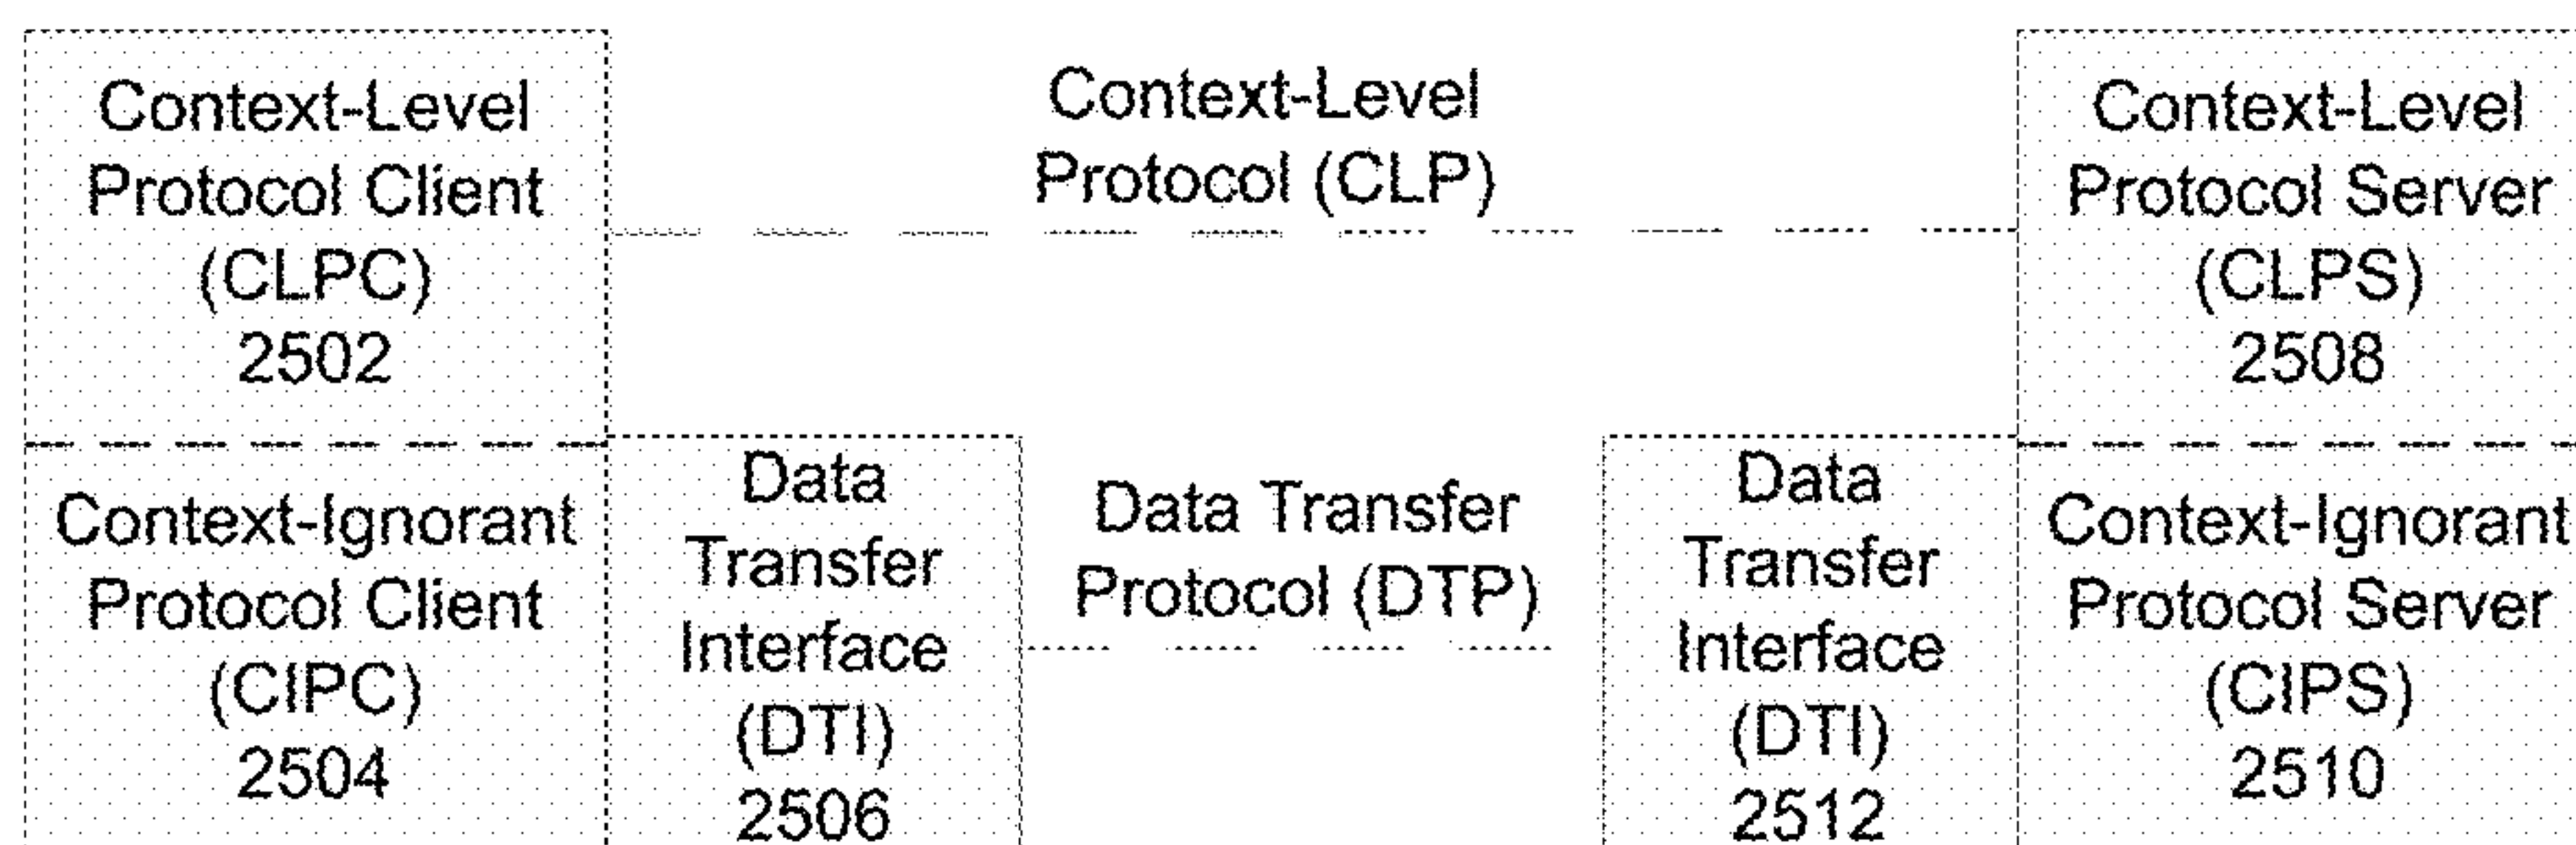 Context-Level
Protocol Client
(CLPC)
2502
Context-Level
Protocol (CLP)
Context-Level
Protocol Server
(CLPS)
2508
Context-Ignorant
Protocol Client
(CIPC)
2504
Data
Transfer
Interface
(DTI)
2506
Data Transfer
Protocol (DTP)
Data
Transfer
Interface
(DTI)
2512
Context-Ignorant
Protocol Server
(CIPS)
2510